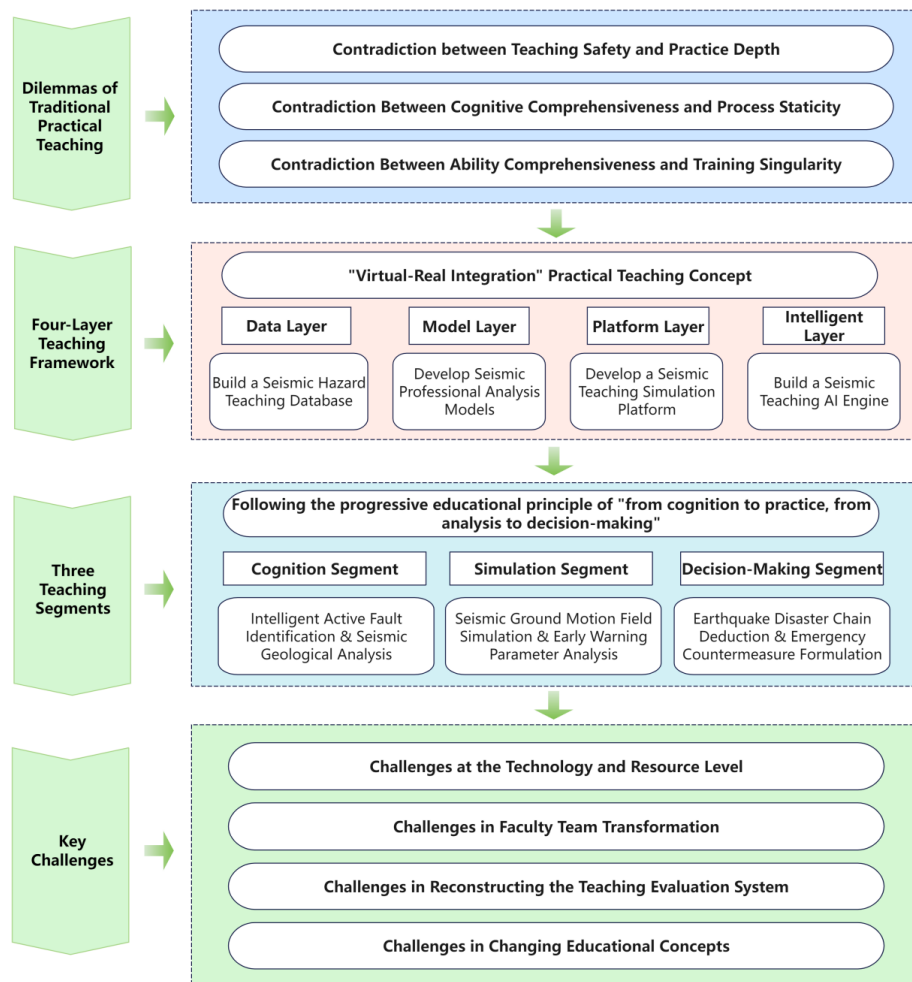 Dilemmas of
Traditional
Practical
Teaching
Contradiction between Teaching Safety and Practice Depth
Contradiction Between Cognitive Comprehensiveness and Process Staticity
Contradiction Between Ability Comprehensiveness and Training Singularity
Four-Layer
Teaching
Framework
"Virtual-Real Integration" Practical Teaching Concept
Data Layer
Build a Seismic Hazard
Teaching Database
Model Layer
Develop Seismic
Professional Analysis
Models
Platform Layer
Develop a Seismic
Teaching Simulation
Platform
Intelligent
Layer
Build a Seismic
Teaching AI Engine
Three
Teaching
Segments
Following the progressive educational principle of "from cognition to practice, from
analysis to decision-making"
Cognition Segment
Intelligent Active Fault
Identification & Seismic
Geological Analysis
Simulation Segment
Seismic Ground Motion Field
Simulation & Early Warning
Parameter Analysis
Decision-Making Segment
Earthquake Disaster Chain
Deduction & Emergency
Countermeasure Formulation
Key
Challenges
Challenges at the Technology and Resource Level
Challenges in Faculty Team Transformation
Challenges in Reconstructing the Teaching Evaluation System
Challenges in Changing Educational Concepts